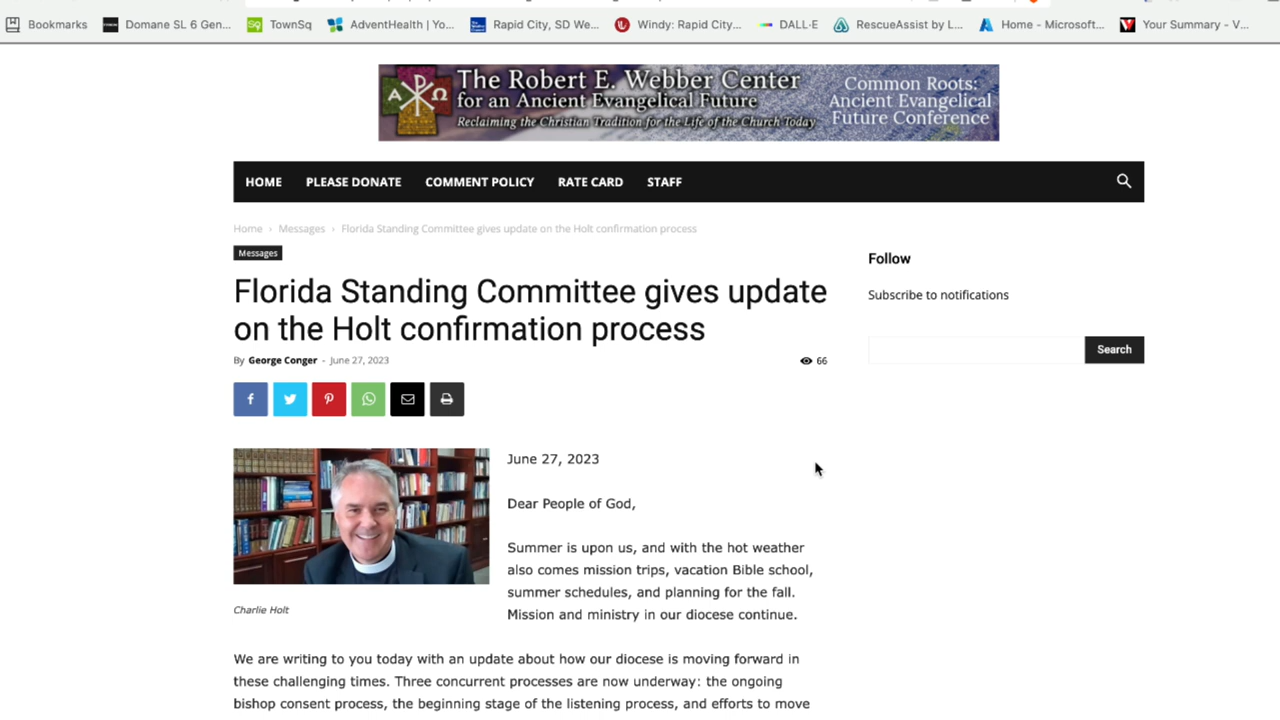 Bookmarks Domane SL 6 Gen... TownSq AdventHealth | Yo... Rapid City, SD We... Windy: Rapid City... DALL·E RescueAssist by L... Home - Microsoft... Your Summary - V...
The Robert E. Webber Center
for an Ancient Evangelical Future
Reclaiming the Christian Tradition for the Life of the Church Today
Common Roots:
Ancient Evangelical
Future Conference
HOME PLEASE DONATE COMMENT POLICY RATE CARD STAFF
Home › Messages › Florida Standing Committee gives update on the Holt confirmation process
Messages
Florida Standing Committee gives update
on the Holt confirmation process
By George Conger - June 27, 2023
66
Follow
Subscribe to notifications
Search
June 27, 2023
Dear People of God,
Summer is upon us, and with the hot weather
also comes mission trips, vacation Bible school,
summer schedules, and planning for the fall.
Mission and ministry in our diocese continue.
Charlie Holt
We are writing to you today with an update about how our diocese is moving forward in
these challenging times. Three concurrent processes are now underway: the ongoing
bishop consent process, the beginning stage of the listening process, and efforts to move